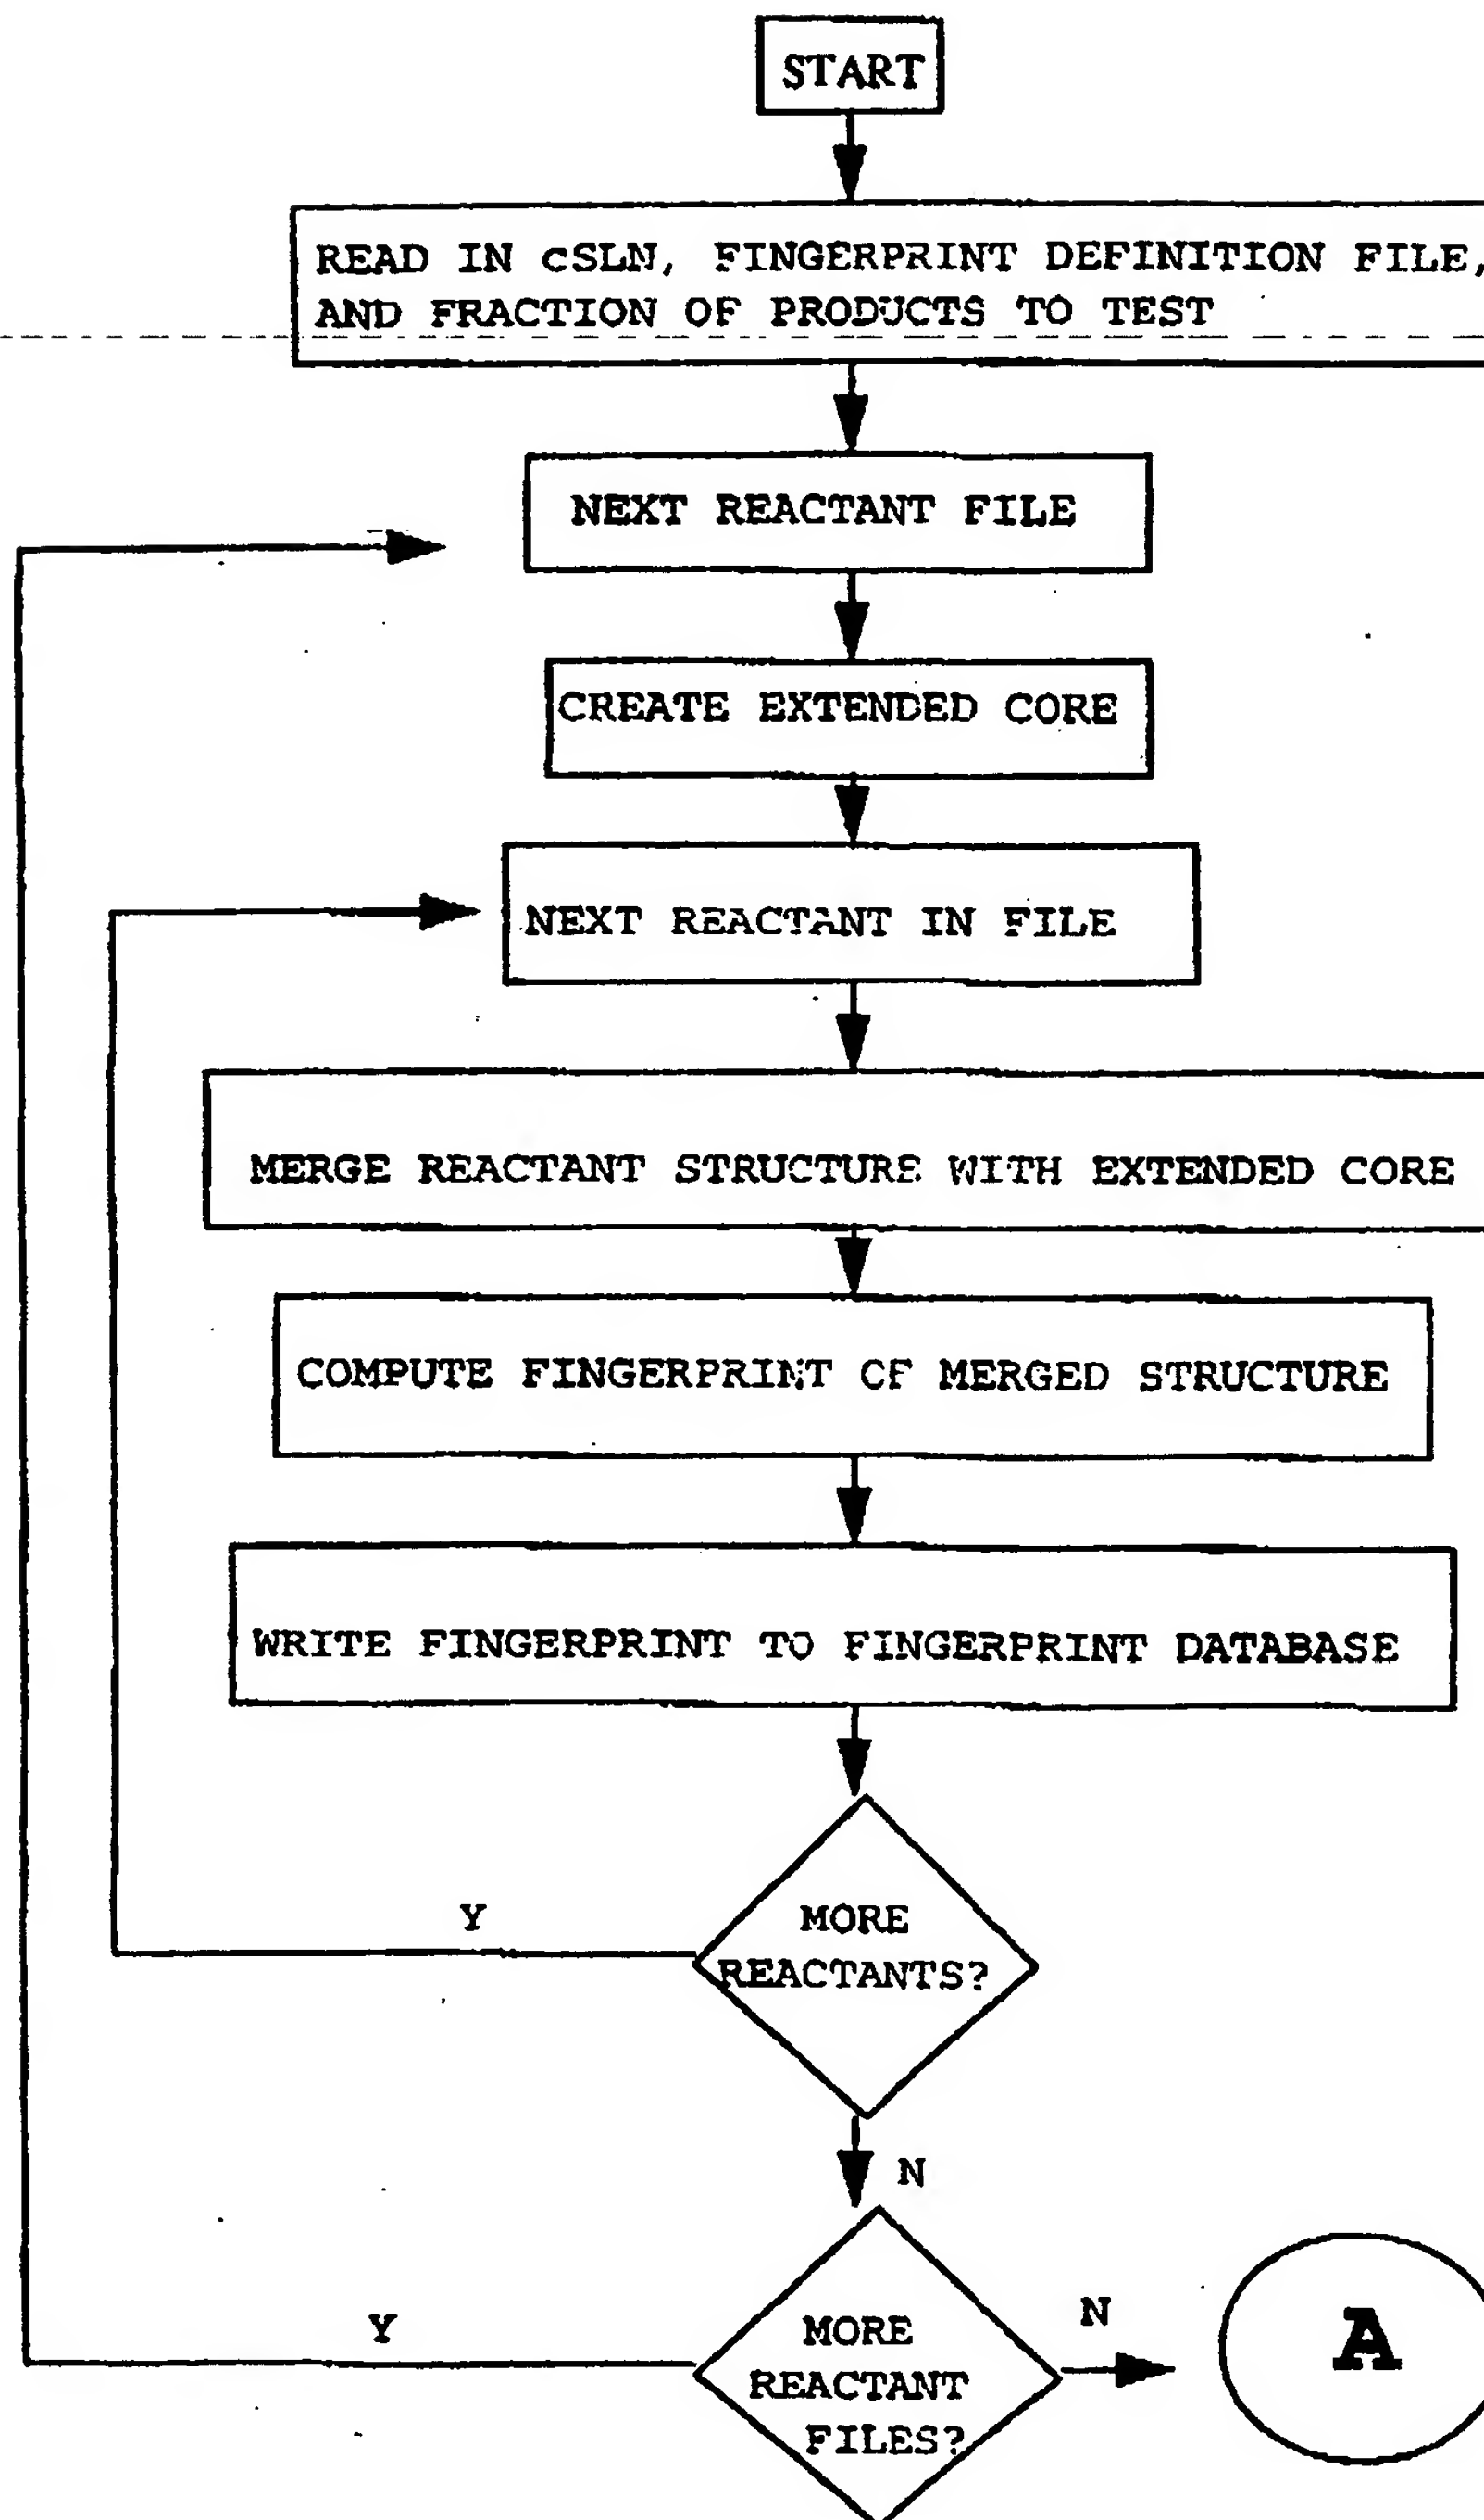 START
READ IN cSLN, FINGERPRINT DEFINITION FILE,
AND FRACTION OF PRODUCTS TO TEST
NEXT REACTANT FILE
CREATE EXTENDED CORE
NEXT REACTANT IN FILE
MERGE REACTANT STRUCTURE WITH EXTENDED CORE
COMPUTE FINGERPRINT OF MERGED STRUCTURE
WRITE FINGERPRINT TO FINGERPRINT DATABASE
MORE
REACTANTS?
Y
N
MORE
REACTANT
FILES?
Y
N
A